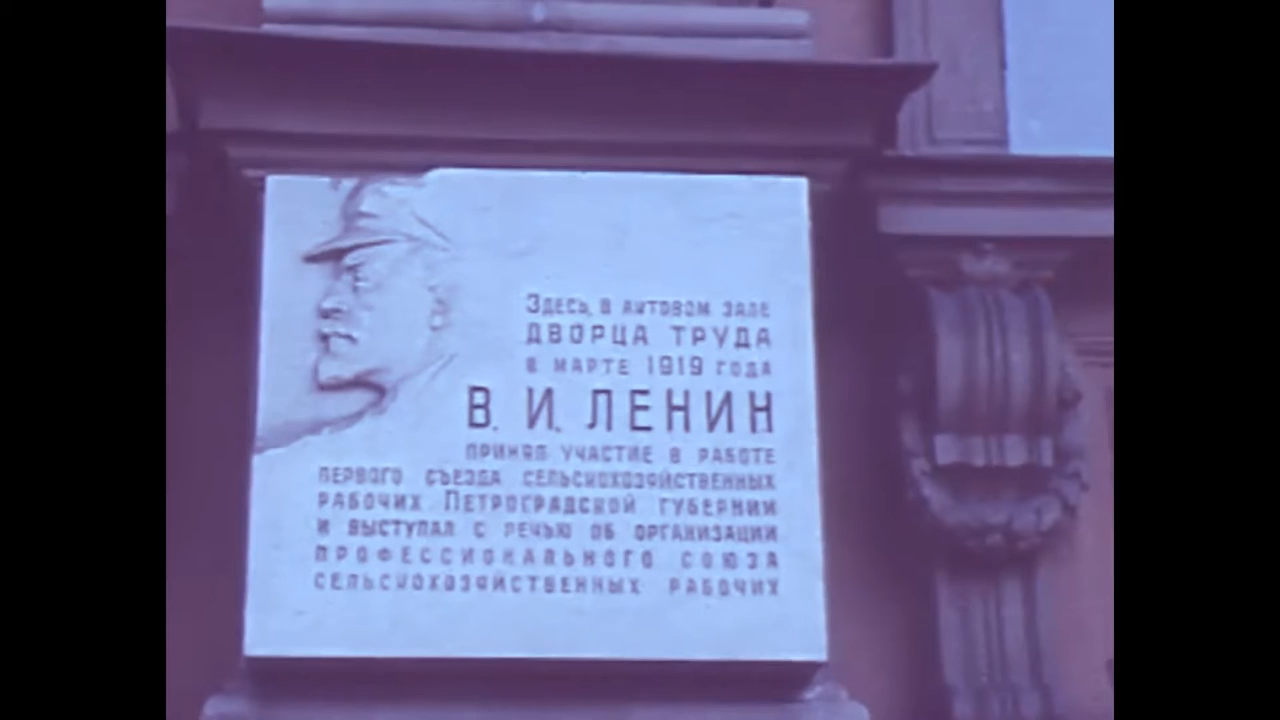 Здесь, в актовом зале
ДВОРЦА ТРУДА
в марте 1919 года
В. И. ЛЕНИН
принял участие в работе
первого съезда сельскохозяйственных
рабочих Петроградской губернии
и выступал с речью об организации
профессионального союза
сельскохозяйственных рабочих